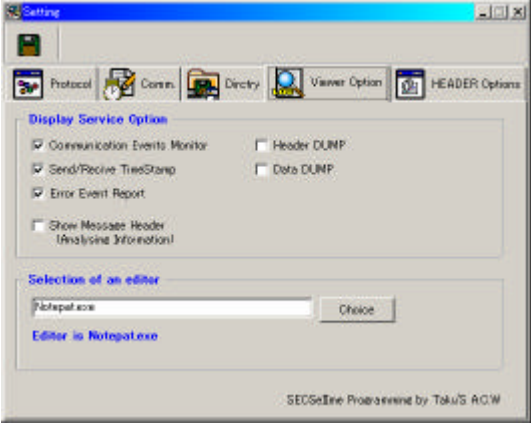 Setting
Protocol
Comm.
Dirctry
Viewer Option
HEADER Options
Display Service Option
Communication Events Monitor
Header DUMP
Send/Recive TimeStamp
Data DUMP
Error Event Report
Show Message Header
(Analysing Information)
Selection of an editor
Notepat.exe
Choice
Editor is Notepat.exe
Programming by Taku/S A.C.W